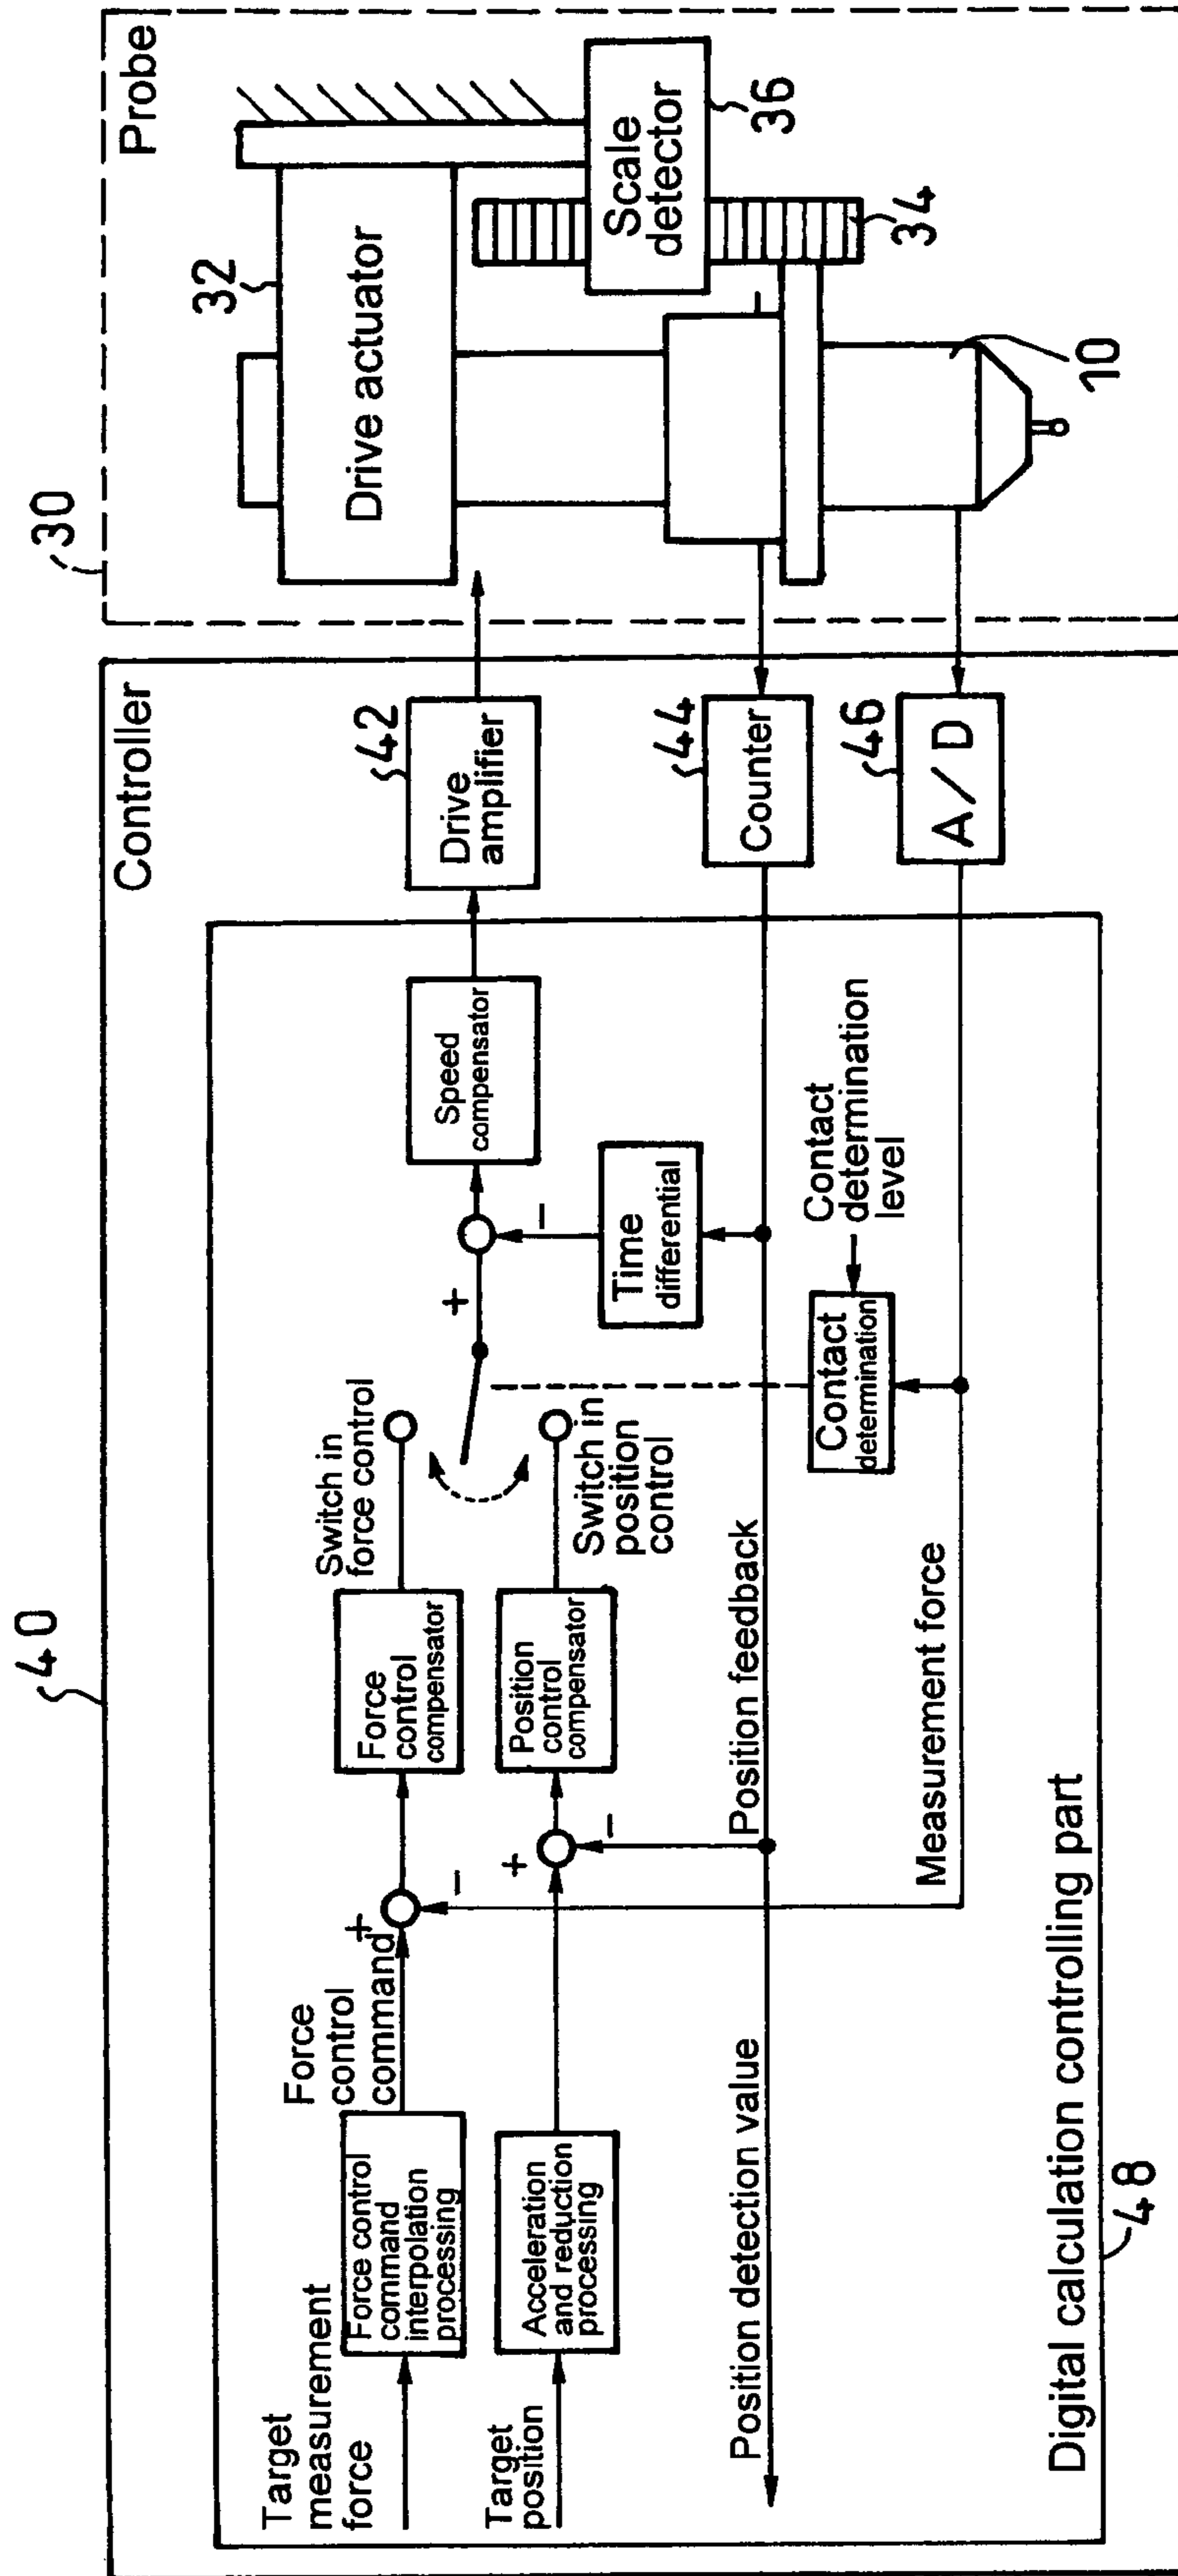 40
Controller
Target
measurement
force
Force control
command
interpolation
processing
Force
control
command
+
−
Force
control
compensator
Switch in
force control
Target
position
Acceleration
and reduction
processing
+
−
Position
control
compensator
Switch in
position
control
+
−
Speed
compensator
Drive
amplifier
42
Time
differential
Position detection value
Position feedback
Counter
44
Contact
determination
level
Contact
determination
Measurement force
A/D
46
Digital calculation controlling part
48
30
Probe
32
Drive actuator
Scale
detector
36
34
10